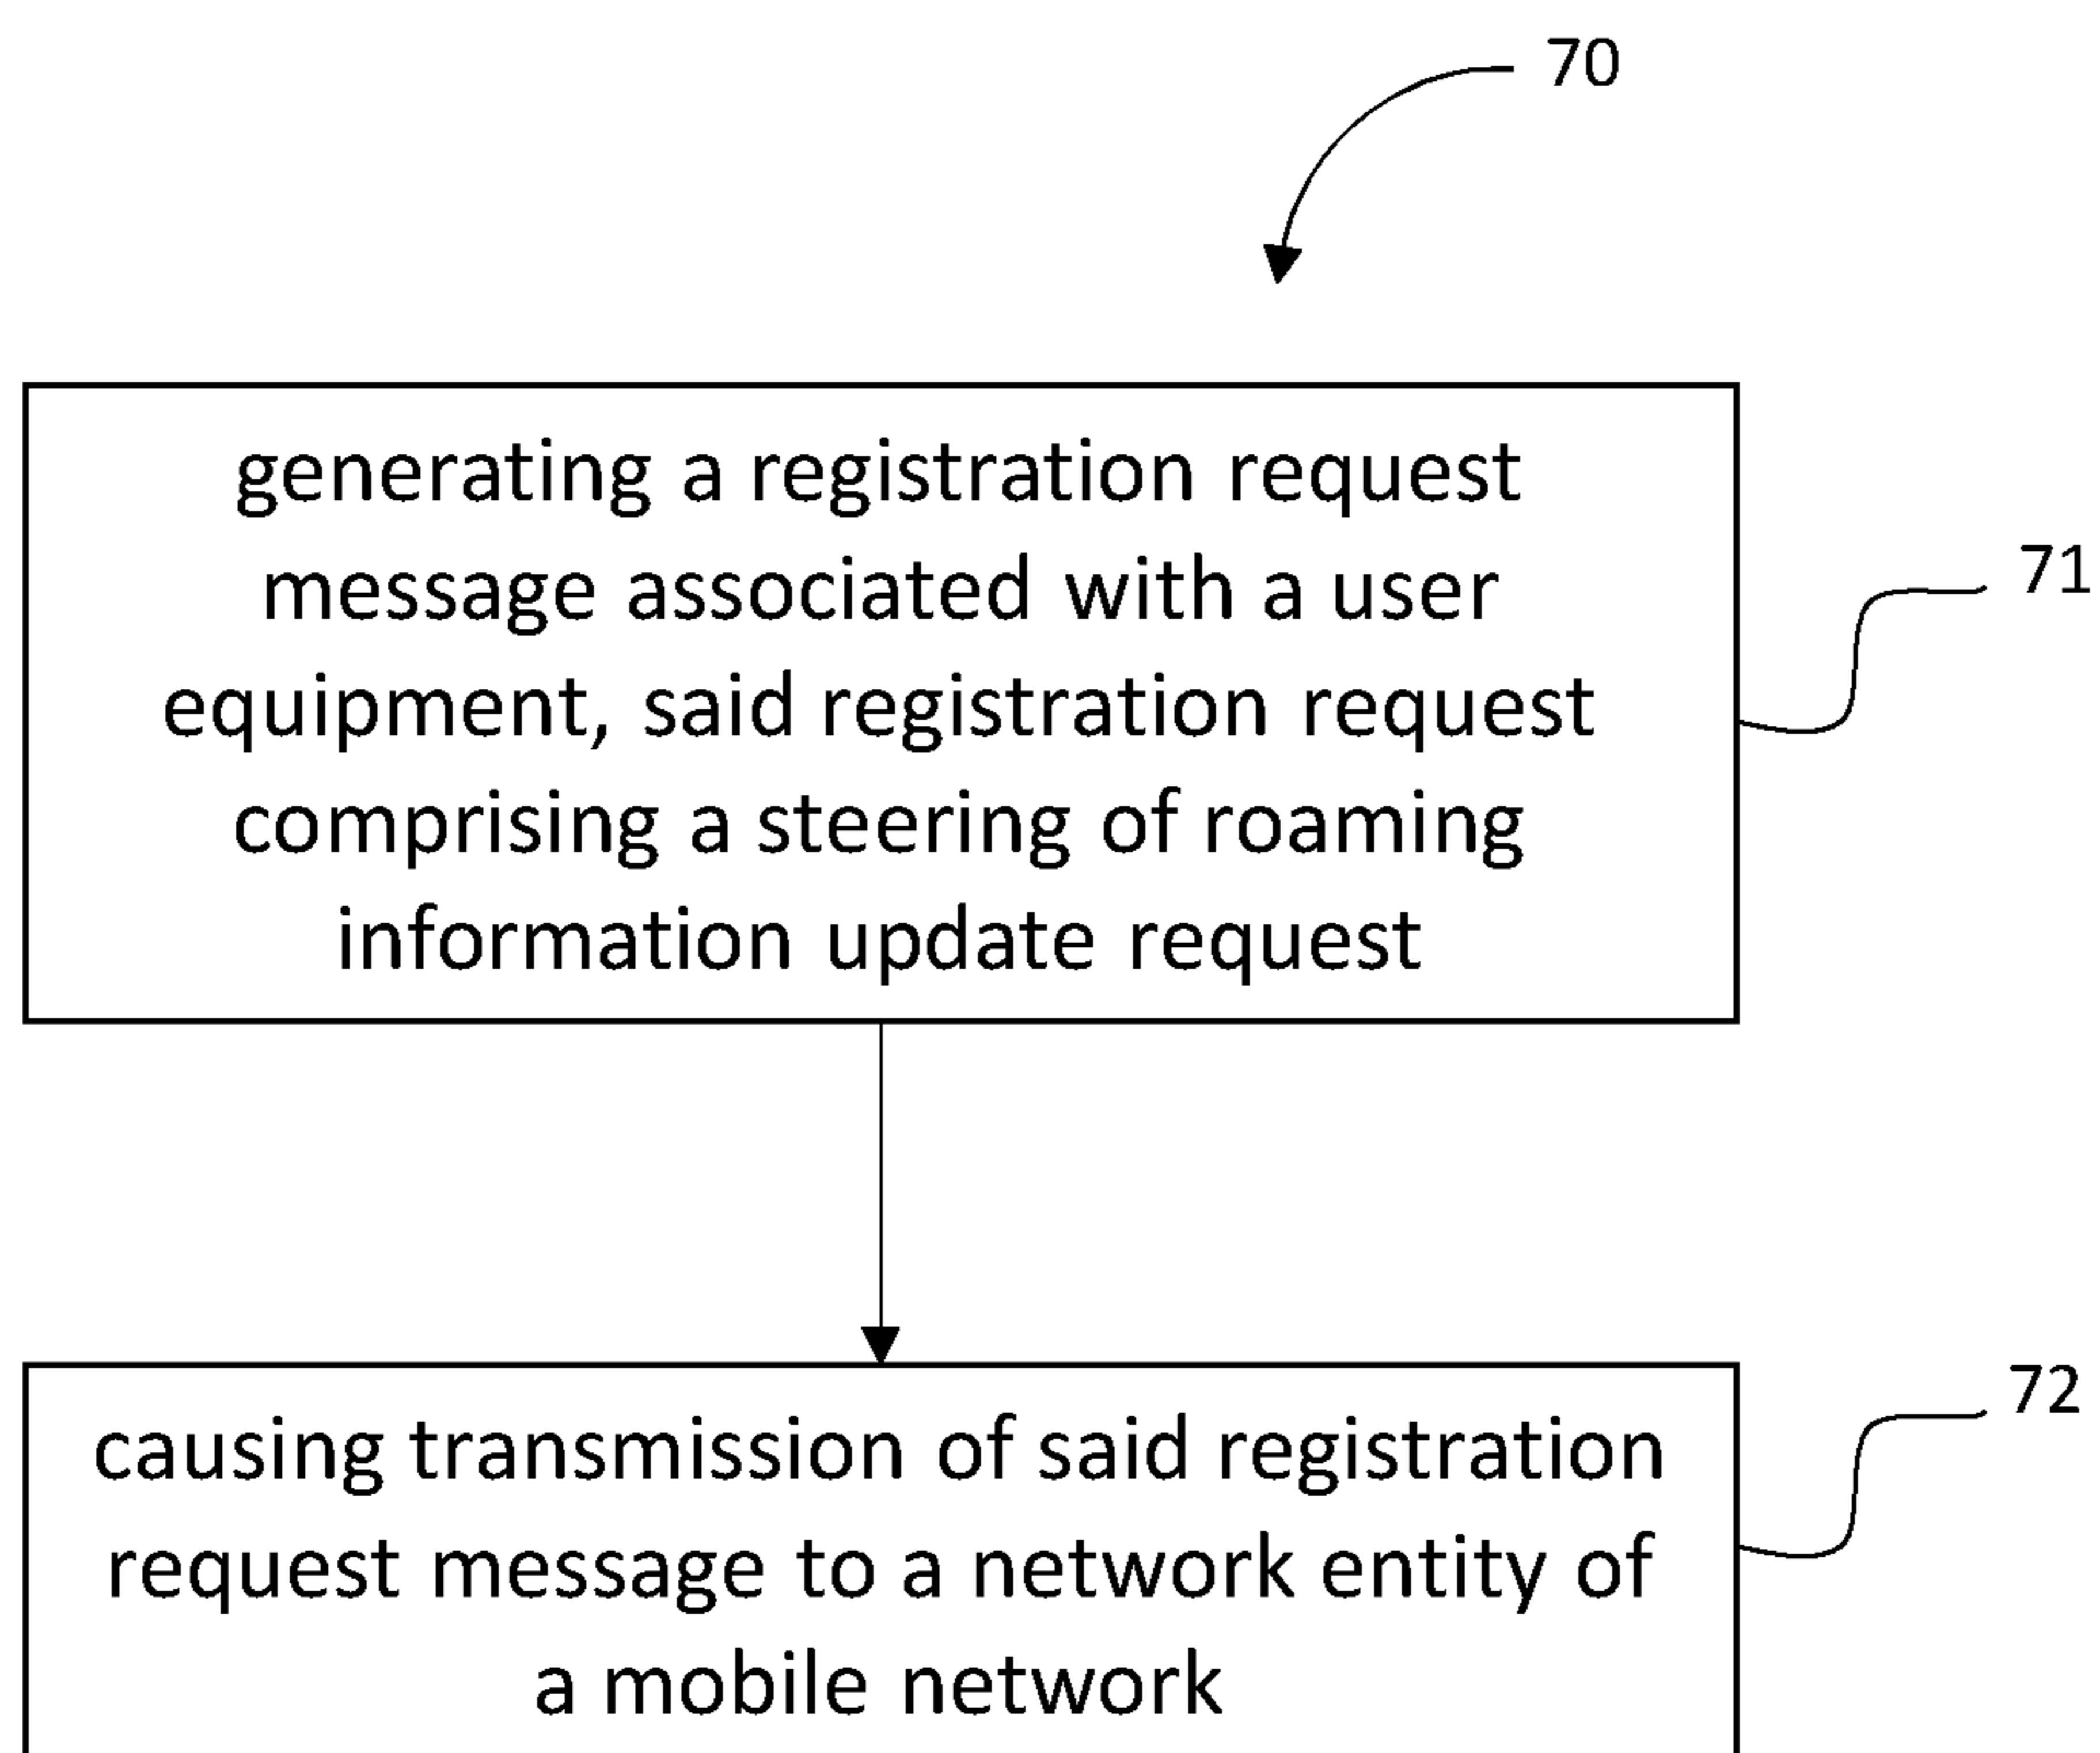 70
generating a registration request
message associated with a user
equipment, said registration request
comprising a steering of roaming
information update request
71
causing transmission of said registration
request message to a network entity of
a mobile network
72